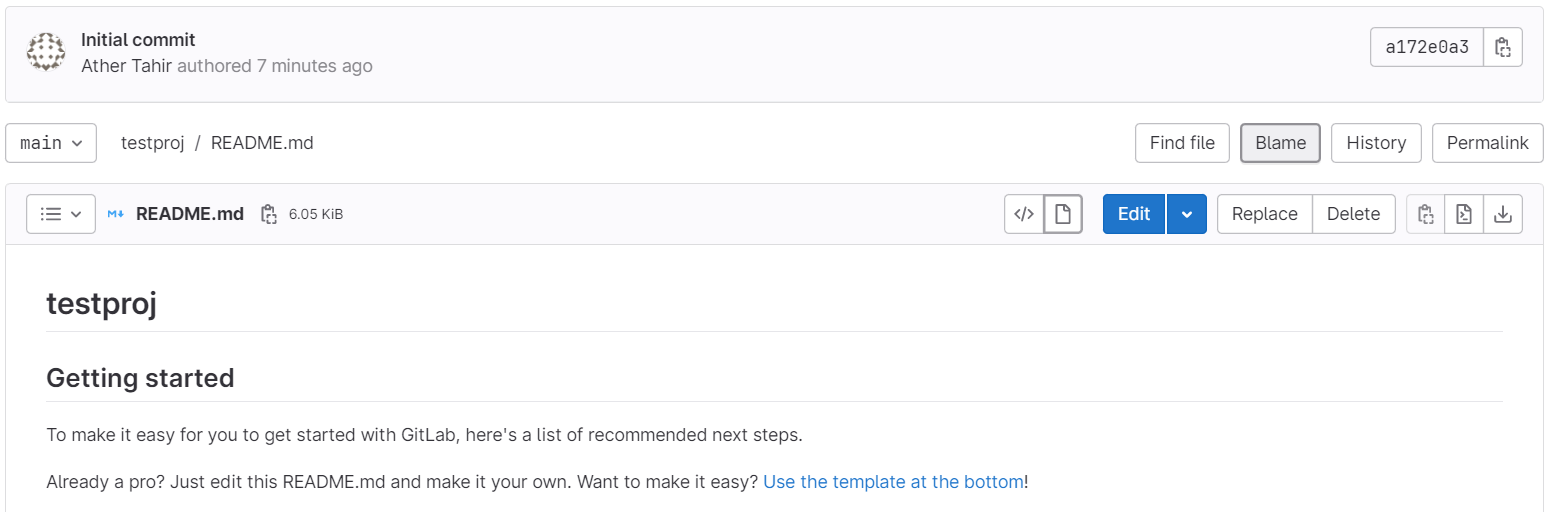 Initial commit
Ather Tahir authored 7 minutes ago
a172e0a3
main
testproj / README.md
Find file
Blame
History
Permalink
README.md
6.05 KiB
Edit
Replace
Delete
testproj
Getting started
To make it easy for you to get started with GitLab, here's a list of recommended next steps.
Already a pro? Just edit this README.md and make it your own. Want to make it easy? Use the template at the bottom!